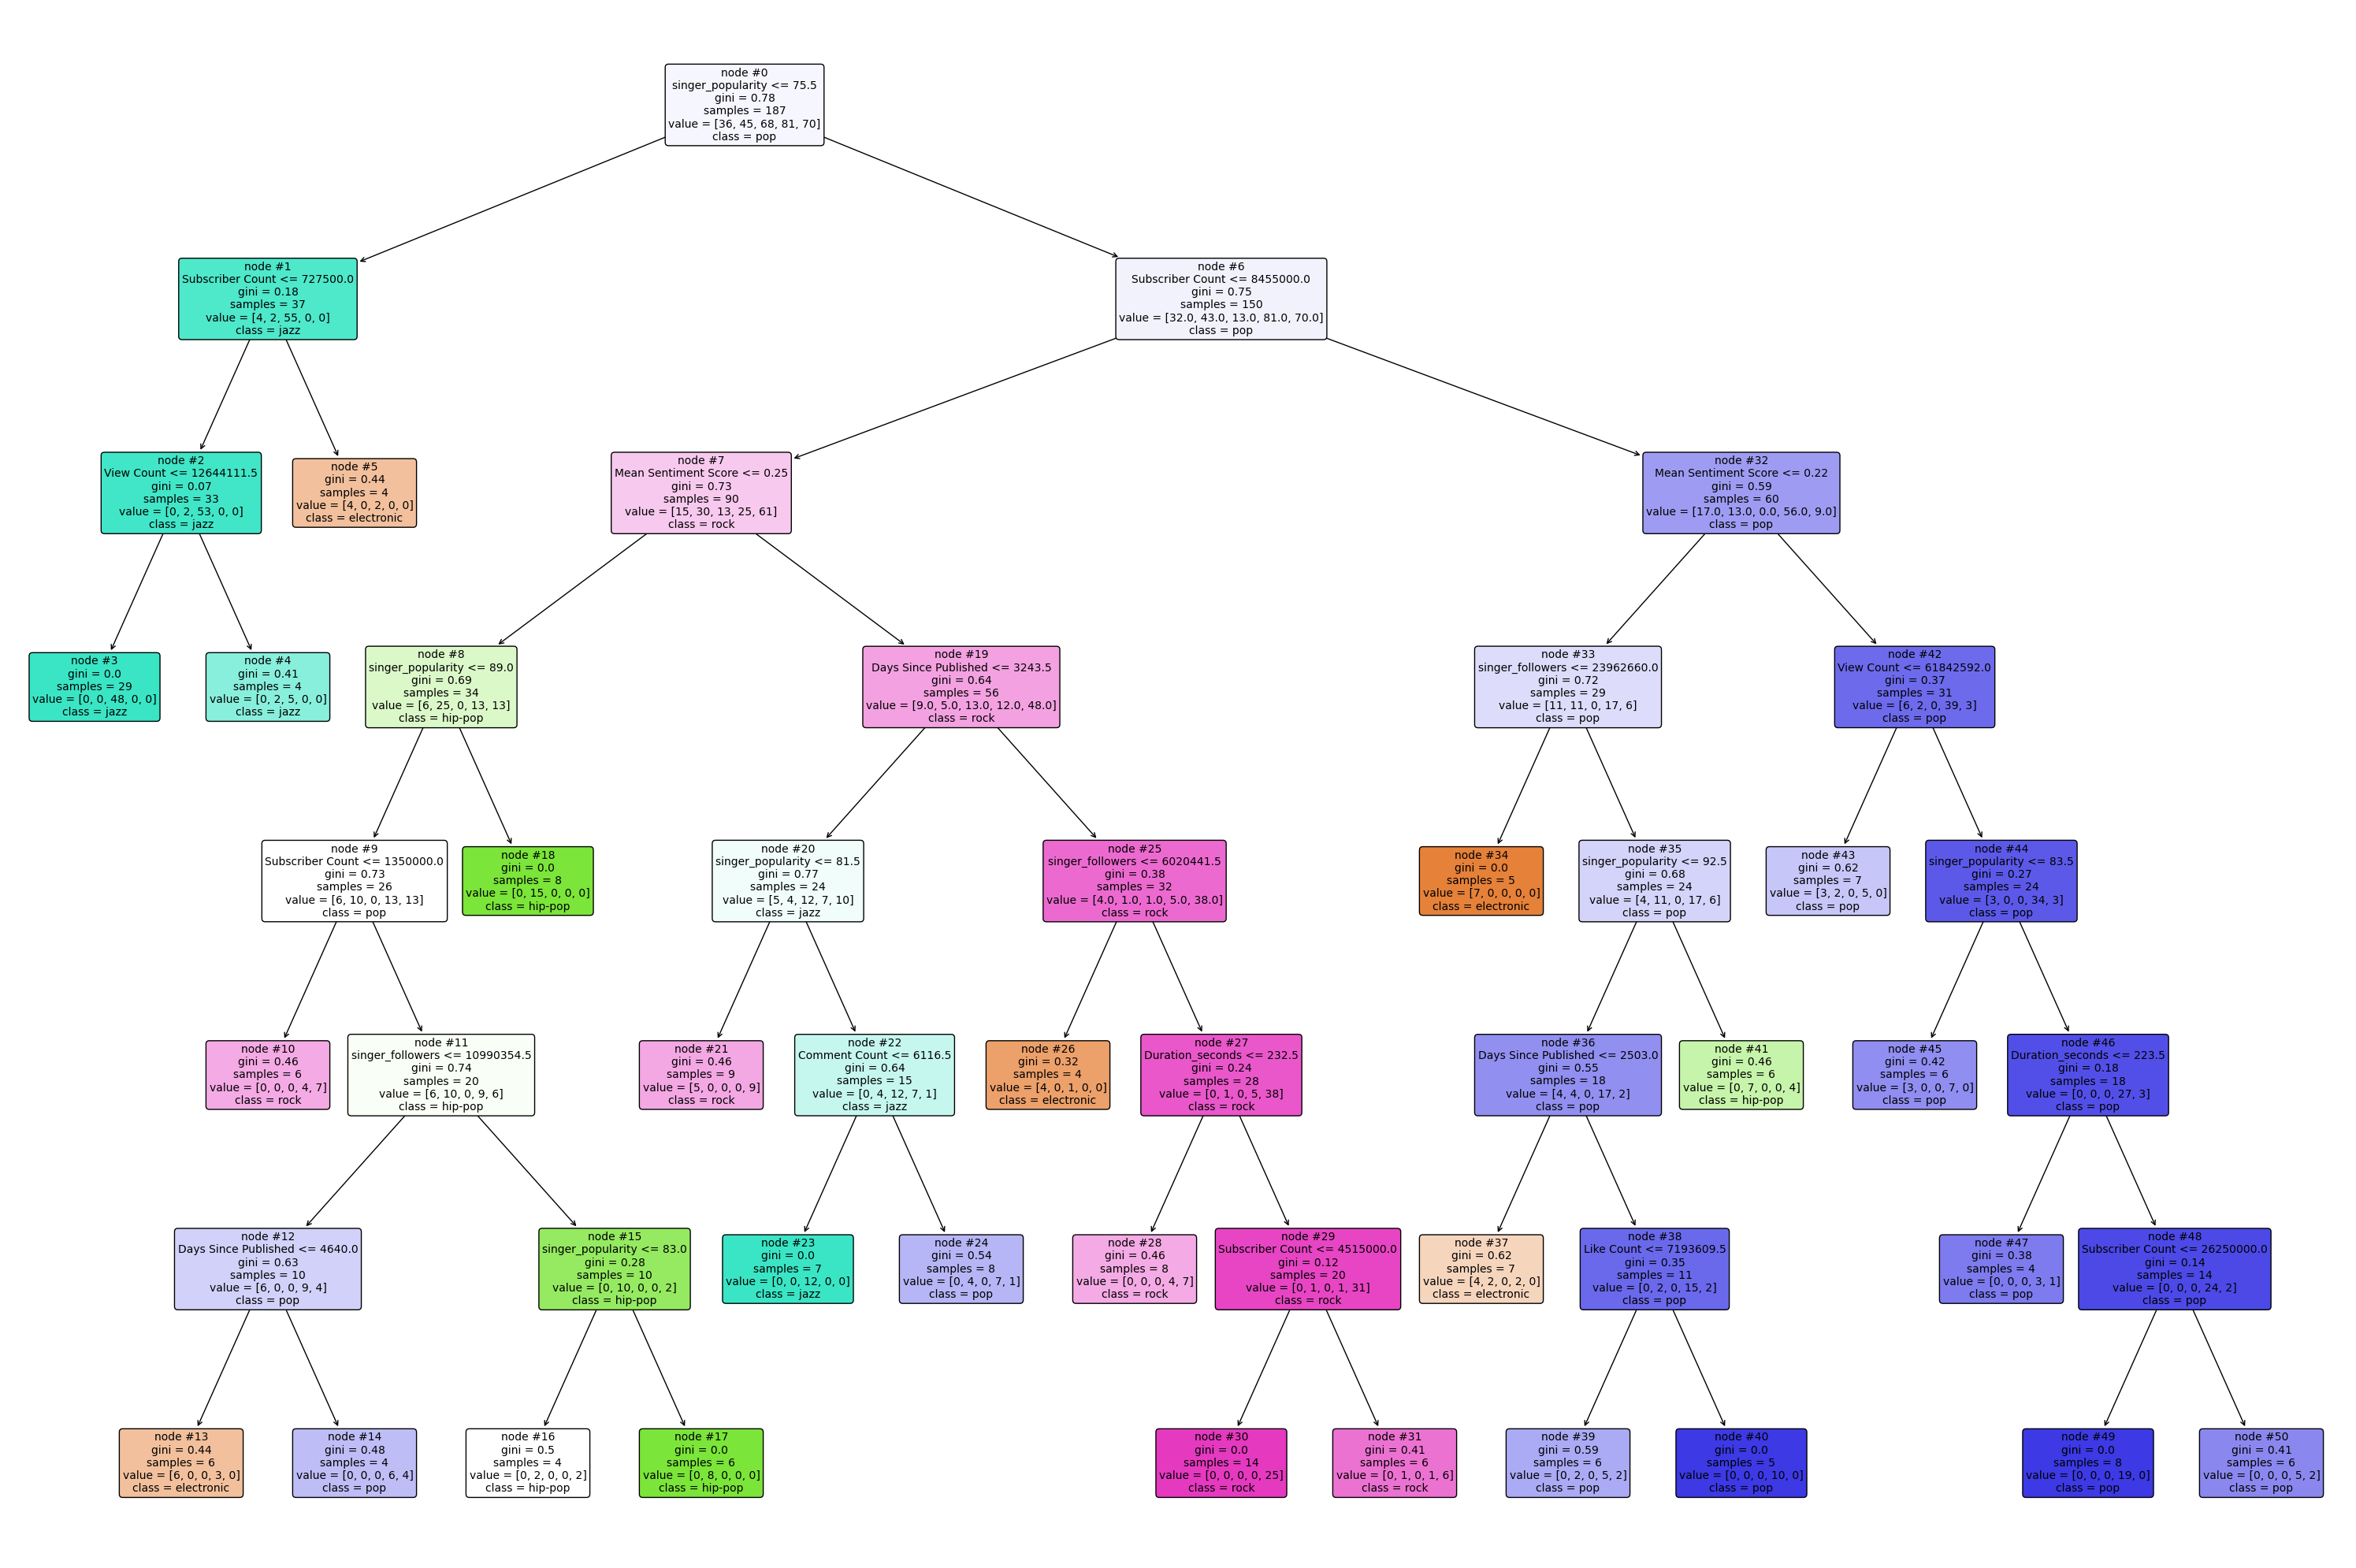 node #0
singer_popularity <= 75.5
gini = 0.78
samples = 187
value = [36, 45, 68, 81, 70]
class = pop
node #1
Subscriber Count <= 727500.0
gini = 0.18
samples = 37
value = [4, 2, 55, 0, 0]
class = jazz
node #6
Subscriber Count <= 8455000.0
gini = 0.75
samples = 150
value = [32.0, 43.0, 13.0, 81.0, 70.0]
class = pop
node #2
View Count <= 12644111.5
gini = 0.07
samples = 33
value = [0, 2, 53, 0, 0]
class = jazz
node #5
gini = 0.44
samples = 4
value = [4, 0, 2, 0, 0]
class = electronic
node #7
Mean Sentiment Score <= 0.25
gini = 0.73
samples = 90
value = [15, 30, 13, 25, 61]
class = rock
node #32
Mean Sentiment Score <= 0.22
gini = 0.59
samples = 60
value = [17.0, 13.0, 0.0, 56.0, 9.0]
class = pop
node #3
gini = 0.0
samples = 29
value = [0, 0, 48, 0, 0]
class = jazz
node #4
gini = 0.41
samples = 4
value = [0, 2, 5, 0, 0]
class = jazz
node #8
singer_popularity <= 89.0
gini = 0.69
samples = 34
value = [6, 25, 0, 13, 13]
class = hip-pop
node #19
Days Since Published <= 3243.5
gini = 0.64
samples = 56
value = [9.0, 5.0, 13.0, 12.0, 48.0]
class = rock
node #33
singer_followers <= 23962660.0
gini = 0.72
samples = 29
value = [11, 11, 0, 17, 6]
class = pop
node #42
View Count <= 61842592.0
gini = 0.37
samples = 31
value = [6, 2, 0, 39, 3]
class = pop
node #9
Subscriber Count <= 1350000.0
gini = 0.73
samples = 26
value = [6, 10, 0, 13, 13]
class = pop
node #18
gini = 0.0
samples = 8
value = [0, 15, 0, 0, 0]
class = hip-pop
node #20
singer_popularity <= 81.5
gini = 0.77
samples = 24
value = [5, 4, 12, 7, 10]
class = jazz
node #25
singer_followers <= 6020441.5
gini = 0.38
samples = 32
value = [4.0, 1.0, 1.0, 5.0, 38.0]
class = rock
node #34
gini = 0.0
samples = 5
value = [7, 0, 0, 0, 0]
class = electronic
node #35
singer_popularity <= 92.5
gini = 0.68
samples = 24
value = [4, 11, 0, 17, 6]
class = pop
node #43
gini = 0.62
samples = 7
value = [3, 2, 0, 5, 0]
class = pop
node #44
singer_popularity <= 83.5
gini = 0.27
samples = 24
value = [3, 0, 0, 34, 3]
class = pop
node #10
gini = 0.46
samples = 6
value = [0, 0, 0, 4, 7]
class = rock
node #11
singer_followers <= 10990354.5
gini = 0.74
samples = 20
value = [6, 10, 0, 9, 6]
class = hip-pop
node #21
gini = 0.46
samples = 9
value = [5, 0, 0, 0, 9]
class = rock
node #22
Comment Count <= 6116.5
gini = 0.64
samples = 15
value = [0, 4, 12, 7, 1]
class = jazz
node #26
gini = 0.32
samples = 4
value = [4, 0, 1, 0, 0]
class = electronic
node #27
Duration_seconds <= 232.5
gini = 0.24
samples = 28
value = [0, 1, 0, 5, 38]
class = rock
node #36
Days Since Published <= 2503.0
gini = 0.55
samples = 18
value = [4, 4, 0, 17, 2]
class = pop
node #41
gini = 0.46
samples = 6
value = [0, 7, 0, 0, 4]
class = hip-pop
node #45
gini = 0.42
samples = 6
value = [3, 0, 0, 7, 0]
class = pop
node #46
Duration_seconds <= 223.5
gini = 0.18
samples = 18
value = [0, 0, 0, 27, 3]
class = pop
node #12
Days Since Published <= 4640.0
gini = 0.63
samples = 10
value = [6, 0, 0, 9, 4]
class = pop
node #15
singer_popularity <= 83.0
gini = 0.28
samples = 10
value = [0, 10, 0, 0, 2]
class = hip-pop
node #23
gini = 0.0
samples = 7
value = [0, 0, 12, 0, 0]
class = jazz
node #24
gini = 0.54
samples = 8
value = [0, 4, 0, 7, 1]
class = pop
node #28
gini = 0.46
samples = 8
value = [0, 0, 0, 4, 7]
class = rock
node #29
Subscriber Count <= 4515000.0
gini = 0.12
samples = 20
value = [0, 1, 0, 1, 31]
class = rock
node #37
gini = 0.62
samples = 7
value = [4, 2, 0, 2, 0]
class = electronic
node #38
Like Count <= 7193609.5
gini = 0.35
samples = 11
value = [0, 2, 0, 15, 2]
class = pop
node #47
gini = 0.38
samples = 4
value = [0, 0, 0, 3, 1]
class = pop
node #48
Subscriber Count <= 26250000.0
gini = 0.14
samples = 14
value = [0, 0, 0, 24, 2]
class = pop
node #13
gini = 0.44
samples = 6
value = [6, 0, 0, 3, 0]
class = electronic
node #14
gini = 0.48
samples = 4
value = [0, 0, 0, 6, 4]
class = pop
node #16
gini = 0.5
samples = 4
value = [0, 2, 0, 0, 2]
class = hip-pop
node #17
gini = 0.0
samples = 6
value = [0, 8, 0, 0, 0]
class = hip-pop
node #30
gini = 0.0
samples = 14
value = [0, 0, 0, 0, 25]
class = rock
node #31
gini = 0.41
samples = 6
value = [0, 1, 0, 1, 6]
class = rock
node #39
gini = 0.59
samples = 6
value = [0, 2, 0, 5, 2]
class = pop
node #40
gini = 0.0
samples = 5
value = [0, 0, 0, 10, 0]
class = pop
node #49
gini = 0.0
samples = 8
value = [0, 0, 0, 19, 0]
class = pop
node #50
gini = 0.41
samples = 6
value = [0, 0, 0, 5, 2]
class = pop